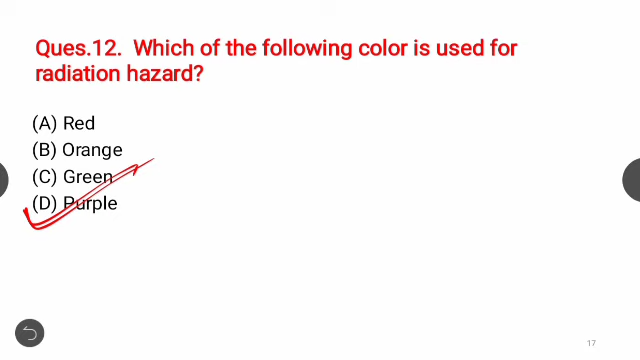 Ques.12. Which of the following color is used for
radiation hazard?
(A) Red
(B) Orange
(C) Green
(D) Purple
17